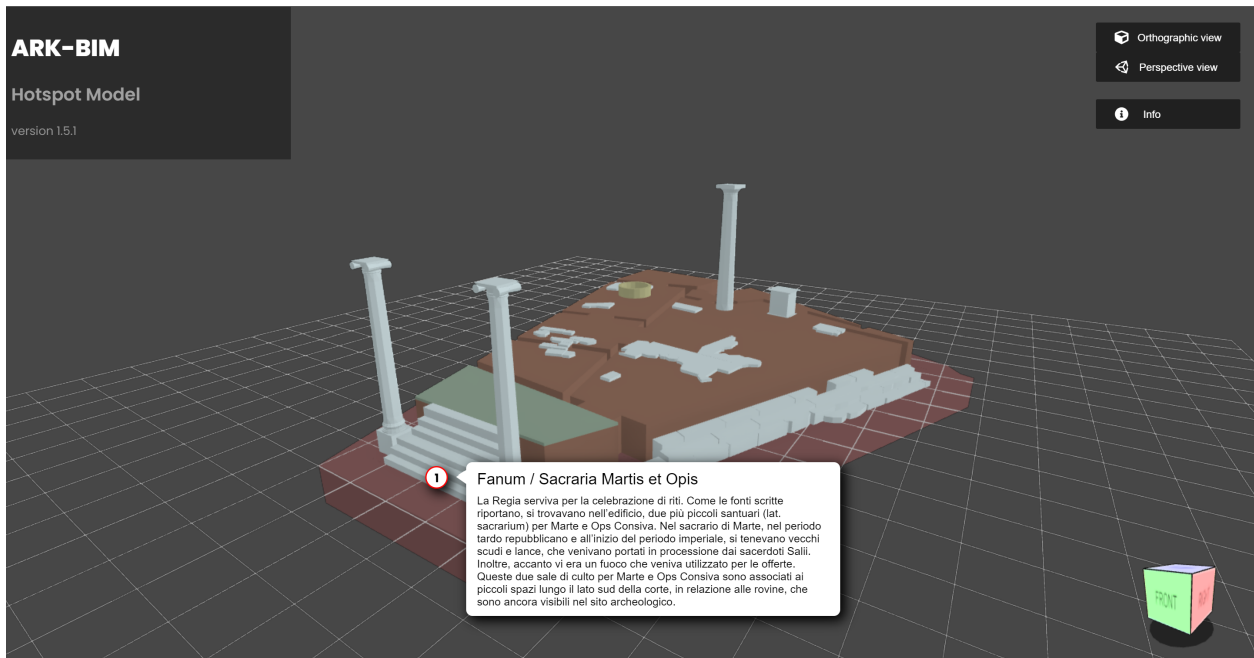 ARK-BIM
Hotspot Model
version 1.5.1
Orthographic view
Perspective view
Info
1
Fanum / Sacraria Martis et Opis
La Regia serviva per la celebrazione di riti. Come le fonti scritte
riportano, si trovavano nell'edificio, due più piccoli santuari (lat.
sacrarium) per Marte e Ops Consiva. Nel sacrario di Marte, nel periodo
tardo repubblicano e all'inizio del periodo imperiale, si tenevano vecchi
scudi e lance, che venivano portati in processione dai sacerdoti Salii.
Inoltre, accanto vi era un fuoco che veniva utilizzato per le offerte.
Queste due sale di culto per Marte e Ops Consiva sono associati ai
piccoli spazi lungo il lato sud della corte, in relazione alle rovine, che
sono ancora visibili nel sito archeologico.
FRONT